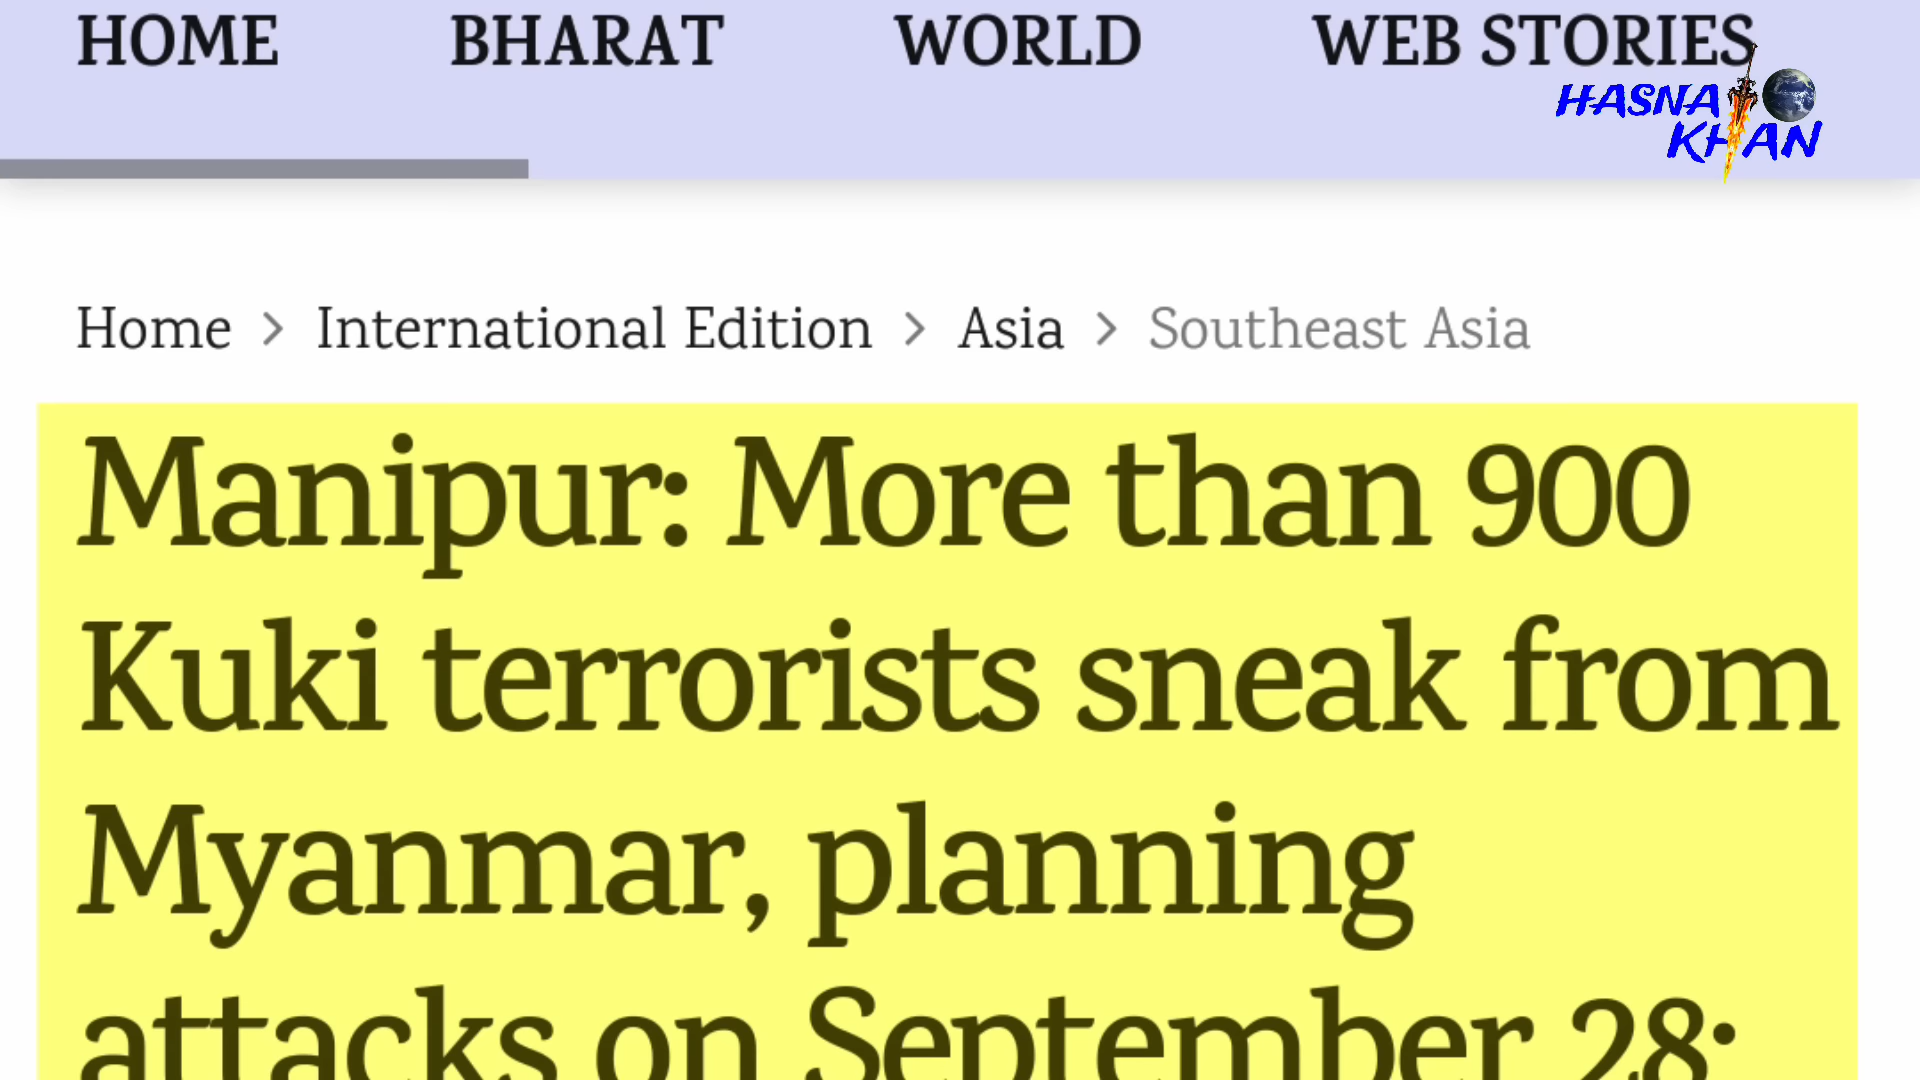 HOME BHARAT WORLD WEB STORIES
HASNA
KHAN
Home > International Edition > Asia > Southeast Asia
Manipur: More than 900
Kuki terrorists sneak from
Myanmar, planning
attacks on September 28: